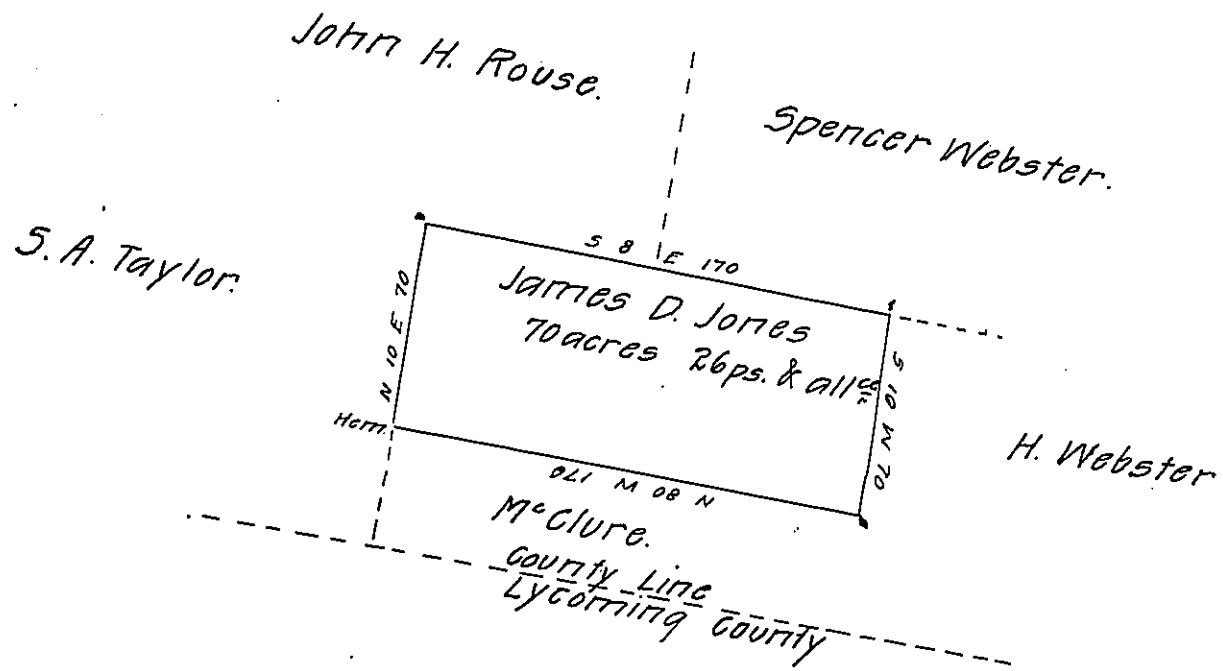 John H. Rouse.
Spencer Webster.
S. A. Taylor.
S 8 E 170
James D. Jones
70 acres 26 ps. & all
N 10 E 70
S 10 W 70
Hem.
H. Webster
N 80 W 170
McClure.
County Line
Lycoming County